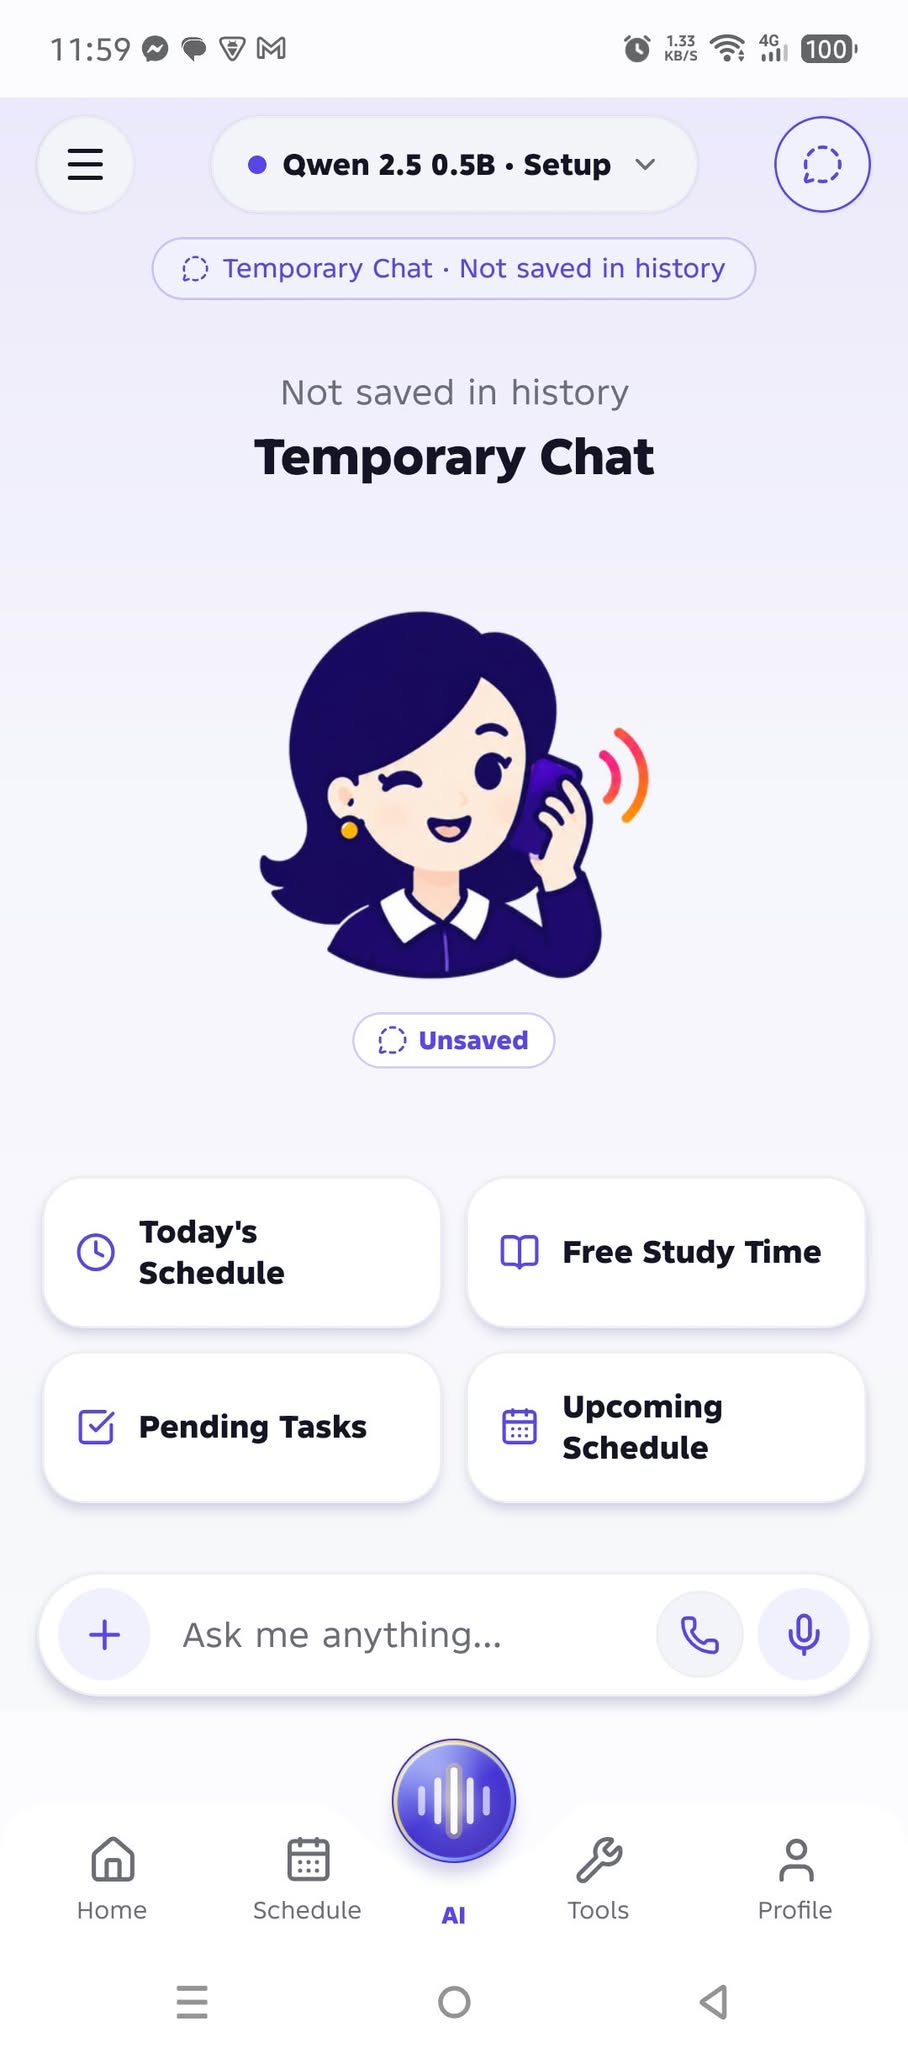 11:59
1.33
KB/S
4G
100
Qwen 2.5 0.5B • Setup
Temporary Chat · Not saved in history
Not saved in history
Temporary Chat
Unsaved
Today's
Schedule
Free Study Time
Pending Tasks
Upcoming
Schedule
Ask me anything...
Home
Schedule
AI
Tools
Profile